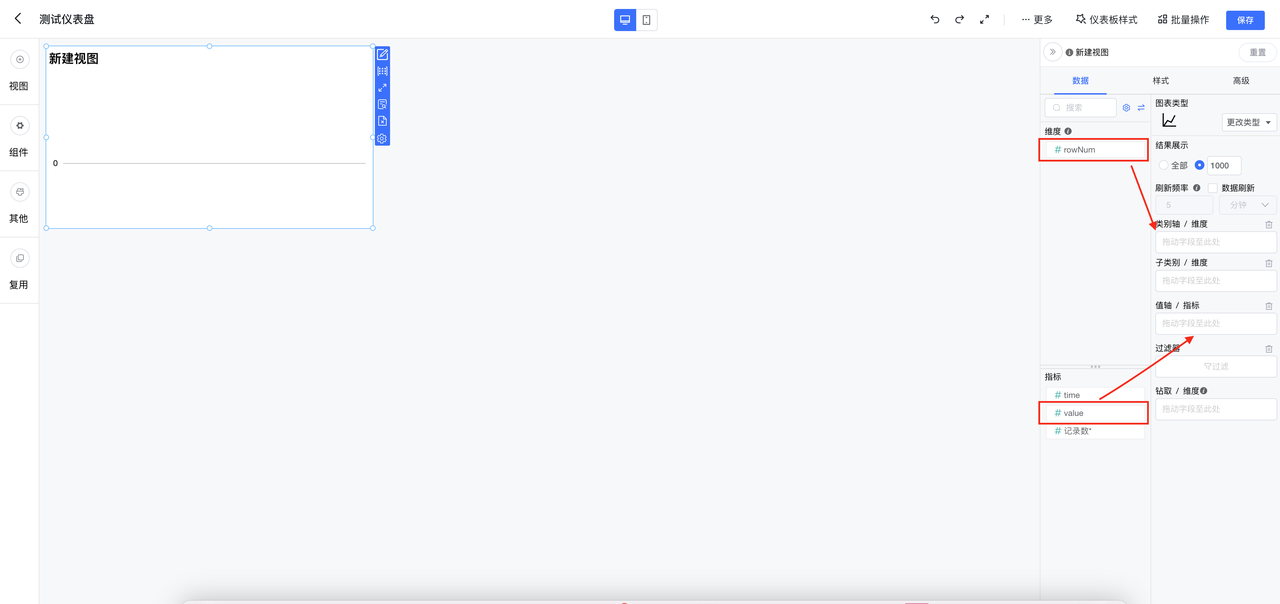 测试仪表盘
··· 更多
仪表板样式
批量操作
保存
视图
组件
其他
复用
新建视图
0
新建视图
重置
数据
样式
高级
搜索
维度
# rowNum
指标
# time
# value
# 记录数*
图表类型
更改类型
结果展示
全部
1000
刷新频率
数据刷新
5
分钟
类别轴 / 维度
拖动字段至此处
子类别 / 维度
拖动字段至此处
值轴 / 指标
拖动字段至此处
过滤器
过滤
钻取 / 维度
拖动字段至此处